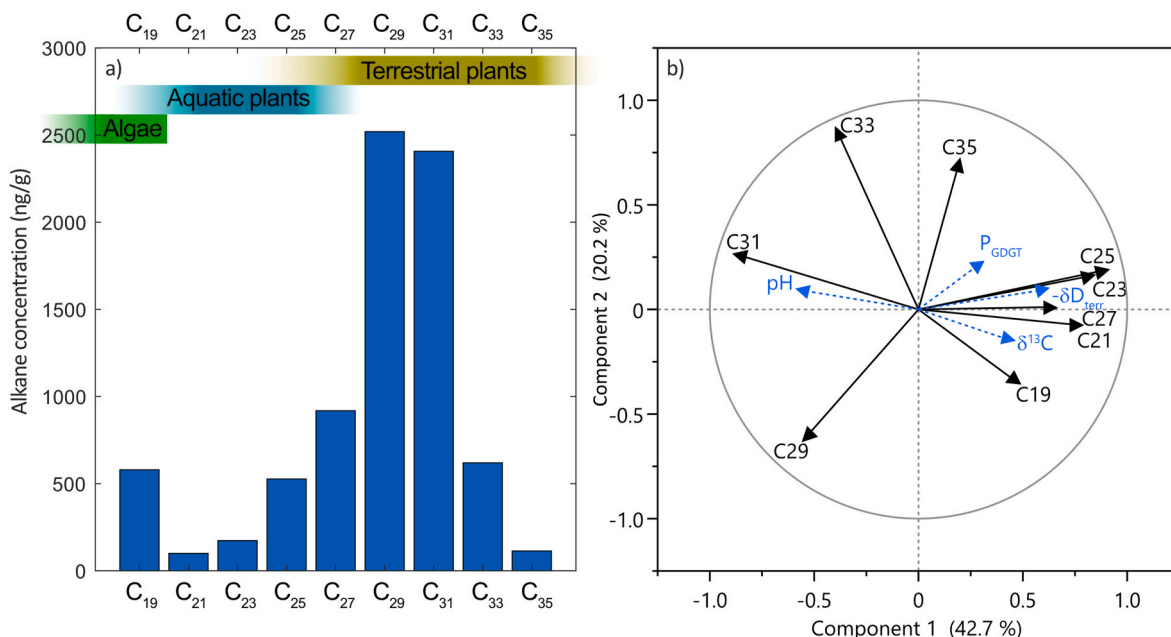 C19 C21 C23 C25 C27 C29 C31 C33 C35
a)
Terrestrial plants
Aquatic plants
Algae
Alkane concentration (ng/g)
3000
2500
2000
1500
1000
500
0
C19 C21 C23 C25 C27 C29 C31 C33 C35
b)
Component 2 (20.2 %)
1.0
0.5
0
-0.5
-1.0
C33
C35
C31
pH
PGDGT
C25
C23
-δDterr.
C27
C21
δ13C
C19
C29
-1.0 -0.5 0 0.5 1.0
Component 1 (42.7 %)